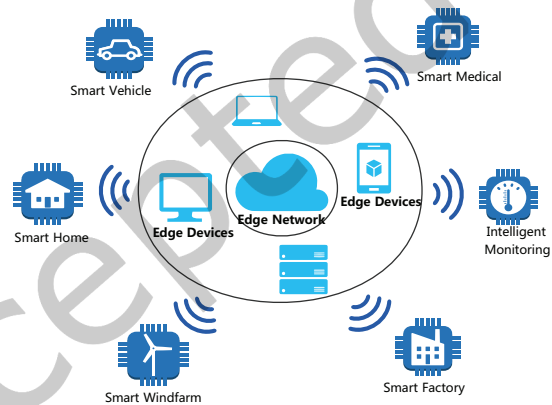 Smart Vehicle
Smart Medical
Edge Devices
Edge Network
Edge Devices
Smart Home
Intelligent
Monitoring
Smart Factory
Smart Windfarm